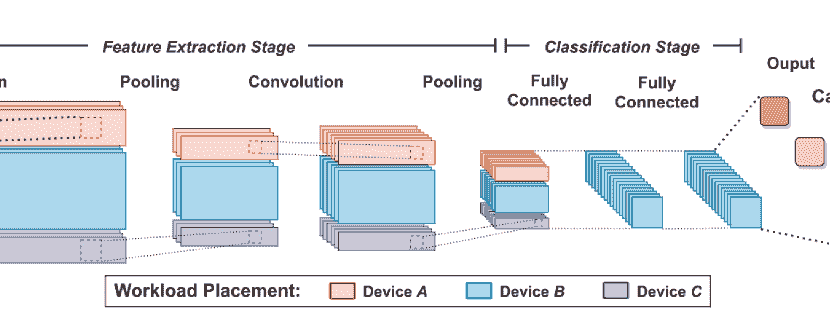 Feature Extraction Stage
Classification Stage
n
Pooling
Convolution
Pooling
Fully
Connected
Fully
Connected
Ouput
Ca
Workload Placement:
Device A
Device B
Device C